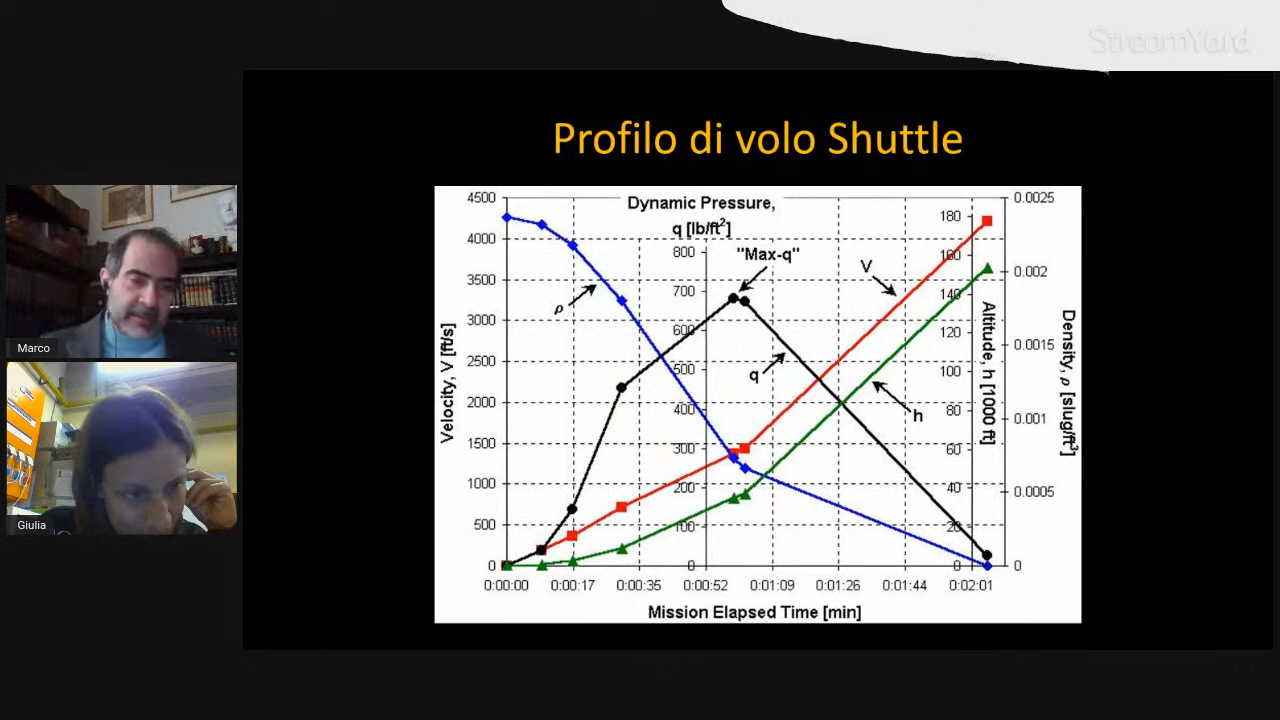 StreamYard
Profilo di volo Shuttle
Dynamic Pressure,
q [lb/ft²]
"Max-q"
V
ρ
q
h
Velocity, V [ft/s]
4500
4000
3500
3000
2500
2000
1500
1000
500
0
800
700
600
500
400
300
200
100
0
180
160
140
120
100
80
60
40
20
0
Altitude, h [1000 ft]
0.0025
0.002
0.0015
0.001
0.0005
0
Density, ρ [slug/ft³]
0:00:00 0:00:17 0:00:35 0:00:52 0:01:09 0:01:26 0:01:44 0:02:01
Mission Elapsed Time [min]
Marco
Giulia